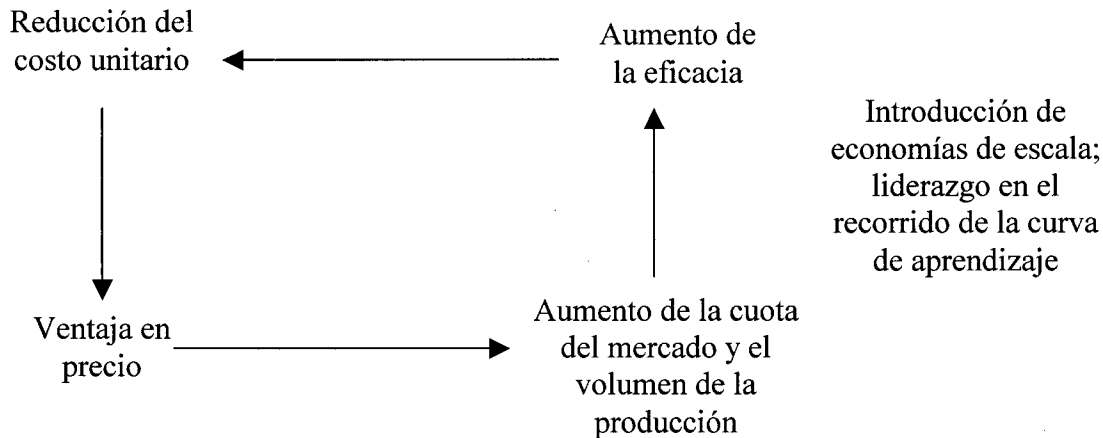 Reducción del
costo unitario
Aumento de
la eficacia
Introducción de
economías de escala;
liderazgo en el
recorrido de la curva
de aprendizaje
Ventaja en
precio
Aumento de la cuota
del mercado y el
volumen de la
producción